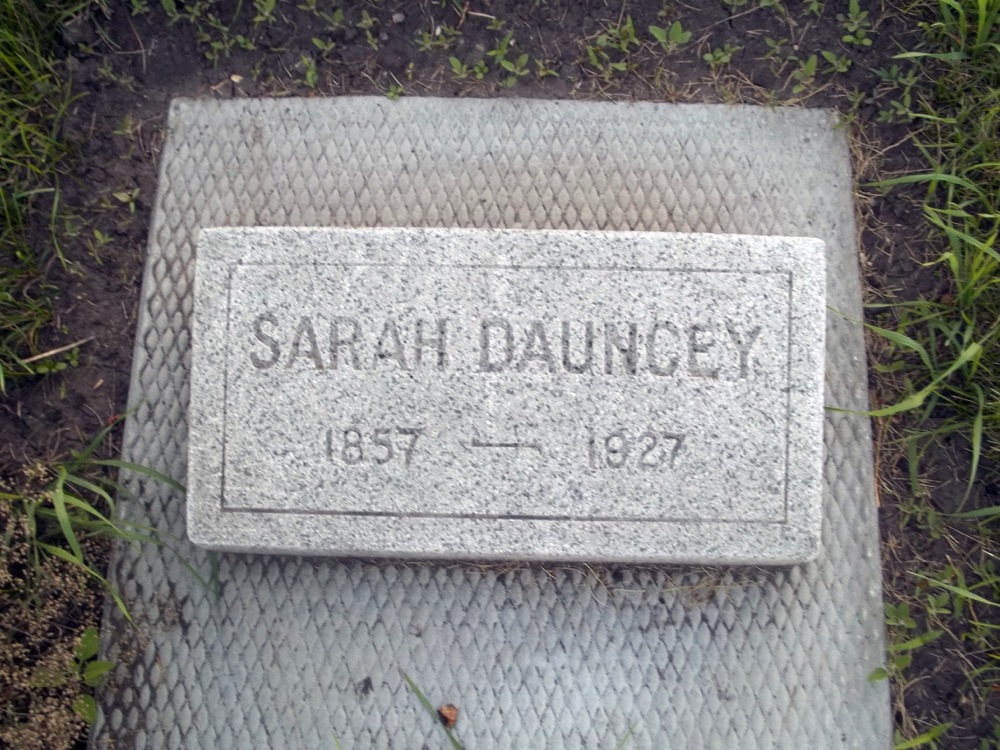 SARAH DAUNCEY
1857 — 1927